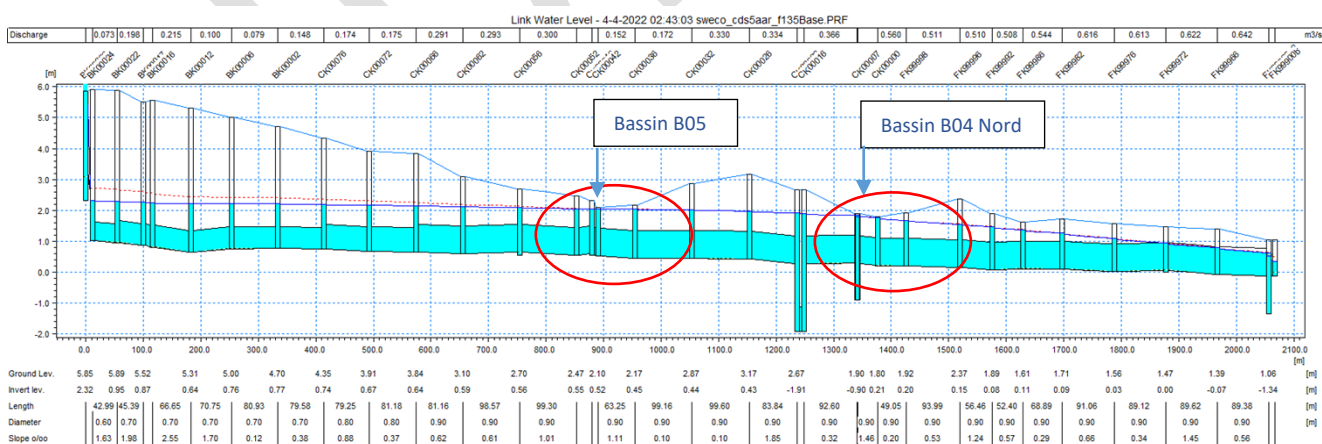 Link Water Level - 4-4-2022 02:43:03 sweco_cds5aar_f135Base.PRF
Discharge 0.073 0.198 0.215 0.100 0.079 0.148 0.174 0.175 0.291 0.293 0.300 0.152 0.172 0.330 0.334 0.366 0.560 0.511 0.510 0.508 0.544 0.616 0.613 0.622 0.642 m3/s
BK00024 BK00022 BK00016 BK00012 BK00006 BK00002 CK00076 CK00072 CK00066 CK00062 CK00056 CK00052 CK00042 CK00036 CK00026 CK00016 CK00007 CK00000 FK99998 FK99996 FK99992 FK99986 FK99982 FK99976 FK99972 FK99966
[m]
6.0
5.0
4.0
3.0
2.0
1.0
0.0
-1.0
-2.0
Bassin B05
Bassin B04 Nord
0.0 100.0 200.0 300.0 400.0 500.0 600.0 700.0 800.0 900.0 1000.0 1100.0 1200.0 1300.0 1400.0 1500.0 1600.0 1700.0 1800.0 1900.0 2000.0 2100.0
[m]
Ground Lev. 5.85 5.89 5.52 5.31 5.00 4.70 4.35 3.91 3.84 3.10 2.70 2.47 2.10 2.17 2.87 3.17 2.67 1.90 1.80 1.92 2.37 1.89 1.61 1.71 1.56 1.47 1.39 1.06 [m]
Invert lev. 2.32 0.95 0.87 0.64 0.76 0.77 0.74 0.67 0.64 0.59 0.56 0.55 0.52 0.45 0.44 0.43 -1.91 -0.90 0.21 0.20 0.15 0.08 0.11 0.09 0.03 0.00 -0.07 -1.34 [m]
Length 42.99 45.39 66.65 70.75 80.93 79.58 79.25 81.18 81.16 98.57 99.30 63.25 99.16 99.60 83.84 92.60 49.05 93.99 56.46 52.40 68.89 91.06 89.12 89.62 89.38 [m]
Diameter 0.60 0.70 0.70 0.70 0.70 0.70 0.80 0.80 0.90 0.90 0.90 0.90 0.90 0.90 0.90 0.90 0.90 0.90 0.90 0.90 0.90 0.90 0.90 0.90 0.90 0.90 [m]
Slope o/oo 1.63 1.98 2.55 1.70 0.12 0.38 0.88 0.37 0.62 0.61 1.01 1.11 0.10 0.10 1.85 0.32 1.46 0.20 0.53 1.24 0.57 0.29 0.66 0.34 1.45 0.56